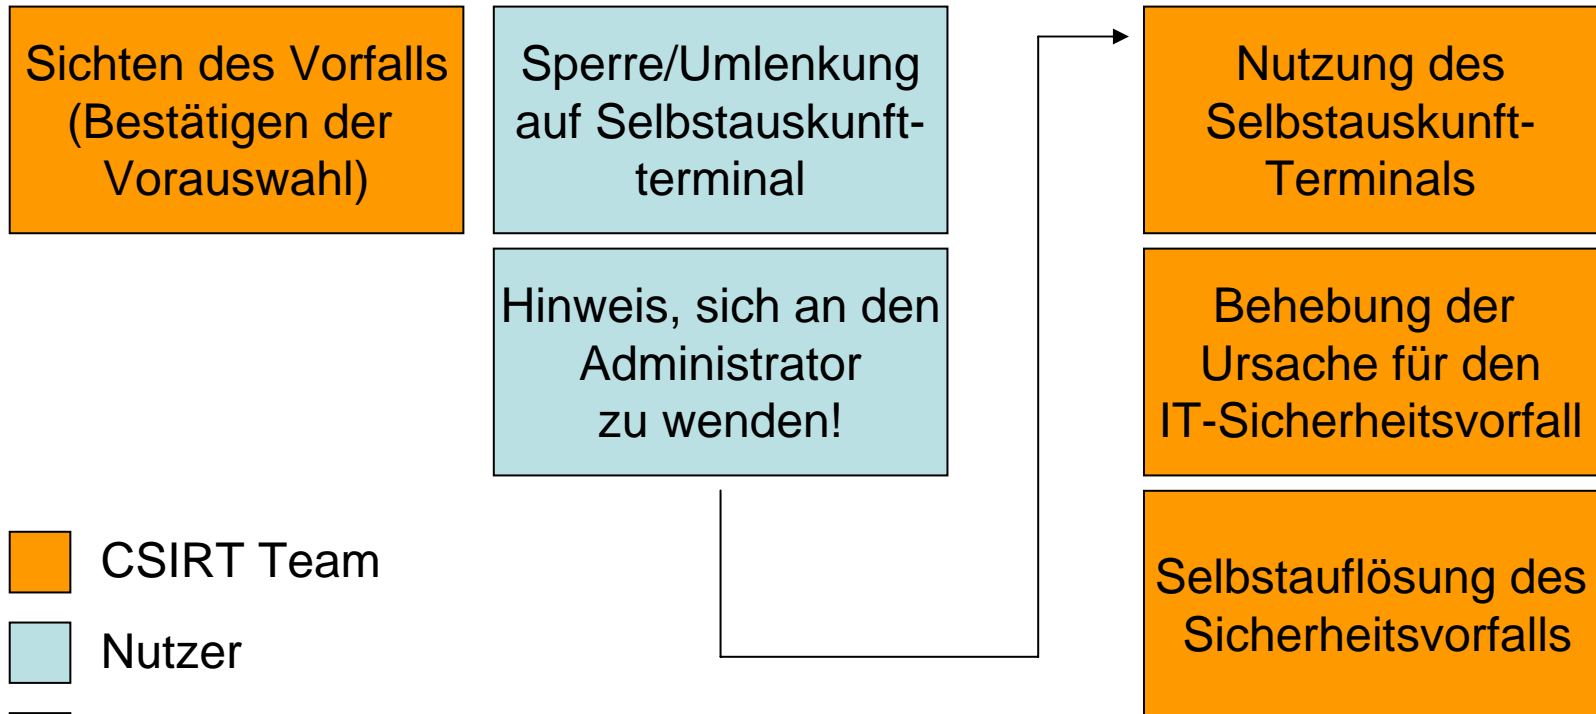 Sichten des Vorfalls
(Bestätigen der
Vorauswahl)
Sperre/Umlenkung
auf Selbstauskunft-
terminal
Hinweis, sich an den
Administrator
zu wenden!
Nutzung des
Selbstauskunft-
Terminals
Behebung der
Ursache für den
IT-Sicherheitsvorfall
Selbstauflösung des
Sicherheitsvorfalls
CSIRT Team
Nutzer